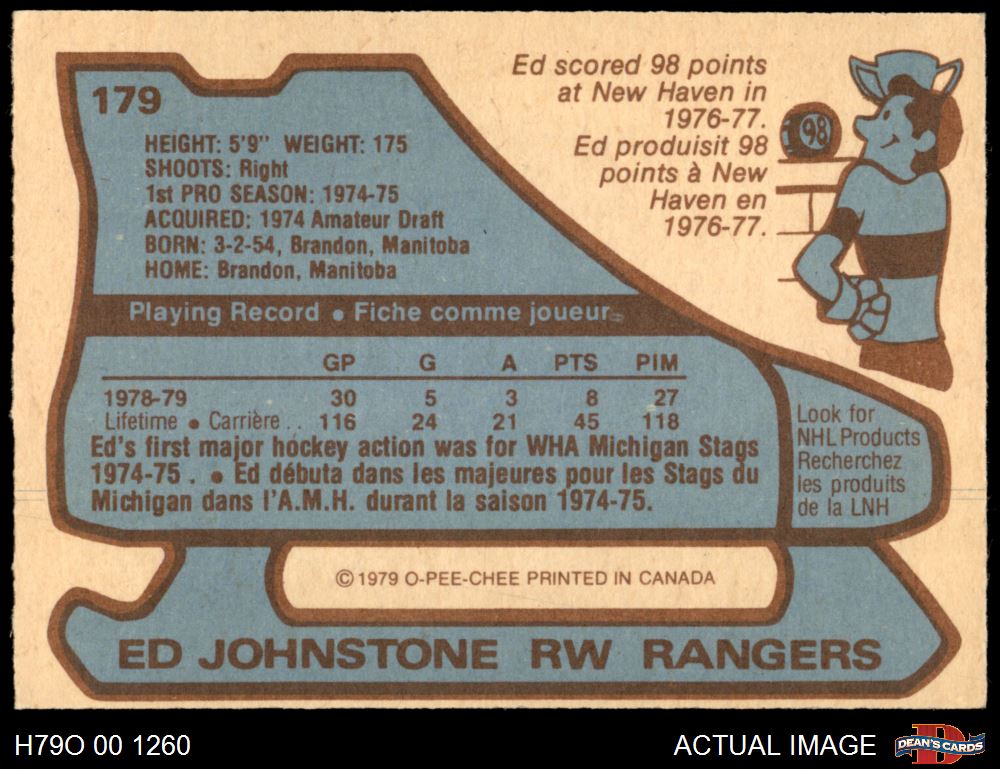 179
HEIGHT: 5'9" WEIGHT: 175
SHOOTS: Right
1st PRO SEASON: 1974-75
ACQUIRED: 1974 Amateur Draft
BORN: 3-2-54, Brandon, Manitoba
HOME: Brandon, Manitoba
Ed scored 98 points
at New Haven in
1976-77.
Ed produisit 98
points à New
Haven en
1976-77.
98
Playing Record • Fiche comme joueur
GP G A PTS PIM
1978-79 30 5 3 8 27
Lifetime • Carrière . . 116 24 21 45 118
Ed's first major hockey action was for WHA Michigan Stags
1974-75 . • Ed débuta dans les majeures pour les Stags du
Michigan dans l'A.M.H. durant la saison 1974-75.
Look for
NHL Products
Recherchez
les produits
de la LNH
© 1979 O-PEE-CHEE PRINTED IN CANADA
ED JOHNSTONE RW RANGERS
H79O 00 1260
ACTUAL IMAGE
D
DEAN'S CARDS